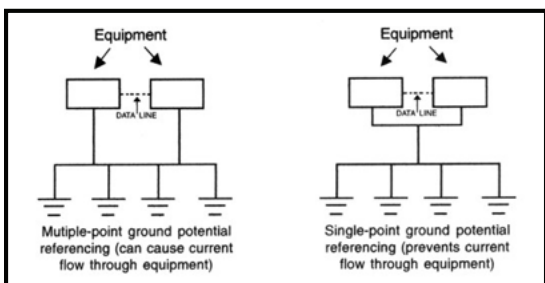 Equipment
DATA LINE
Mutiple-point ground potential
referencing (can cause current
flow through equipment)
Equipment
DATA LINE
Single-point ground potential
referencing (prevents current
flow through equipment)